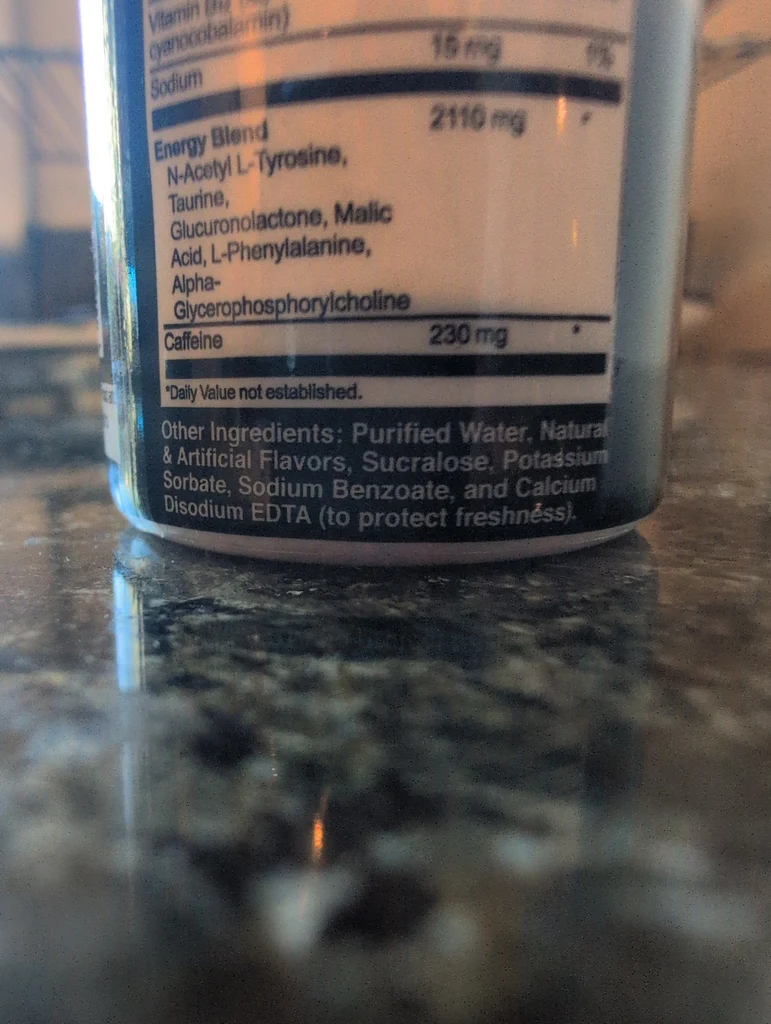 Vitamin B12
cyanocobalamin)
Sodium 1%
Energy Blend 2110 mg *
N-Acetyl L-Tyrosine,
Taurine,
Glucuronolactone, Malic
Acid, L-Phenylalanine,
Alpha-
Glycerophosphorylcholine
Caffeine 230 mg *
*Daily Value not established.
Other Ingredients: Purified Water, Natural
& Artificial Flavors, Sucralose, Potassium
Sorbate, Sodium Benzoate, and Calcium
Disodium EDTA (to protect freshness).